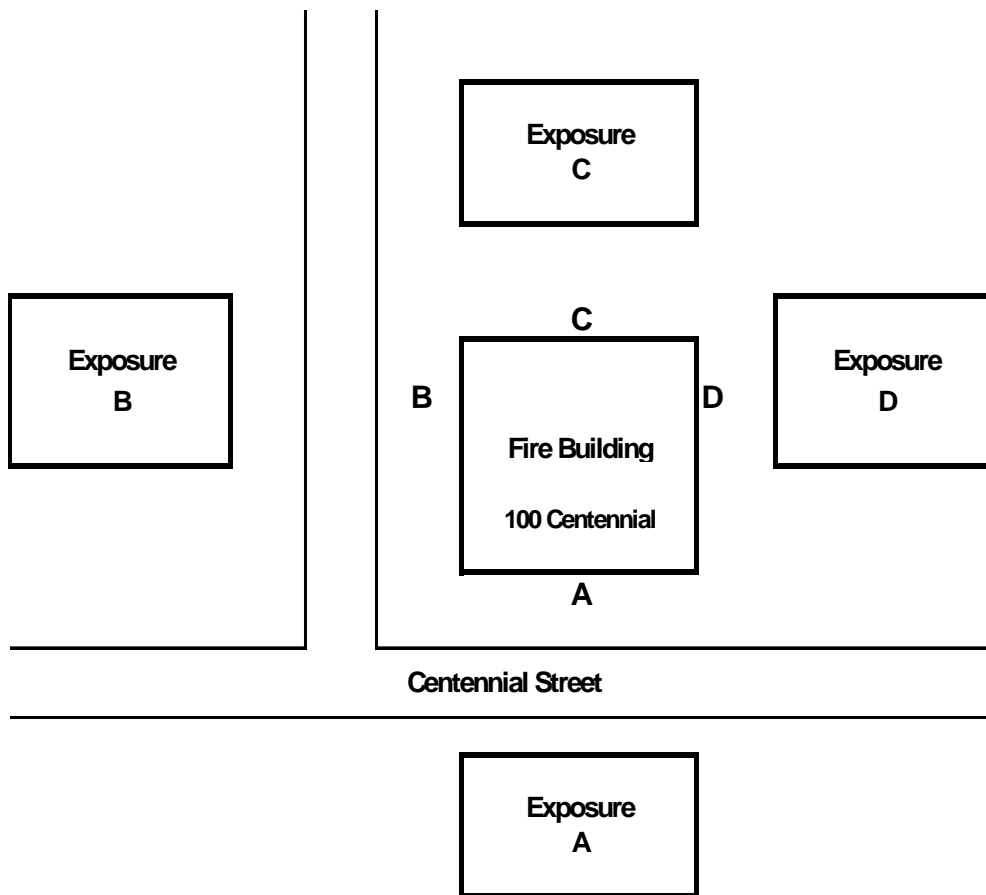 Exposure
C
C
Exposure
B
B
D
Exposure
D
Fire Building
100 Centennial
A
Centennial Street
Exposure
A